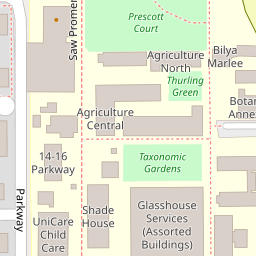 Prescott
Court
Saw Promen
Agriculture
North
Bilya
Marlee
Thurling
Green
Agriculture
Central
Botan
Annex
14-16
Parkway
Taxonomic
Gardens
Parkway
UniCare
Child
Care
Shade
House
Glasshouse
Services
(Assorted
Buildings)